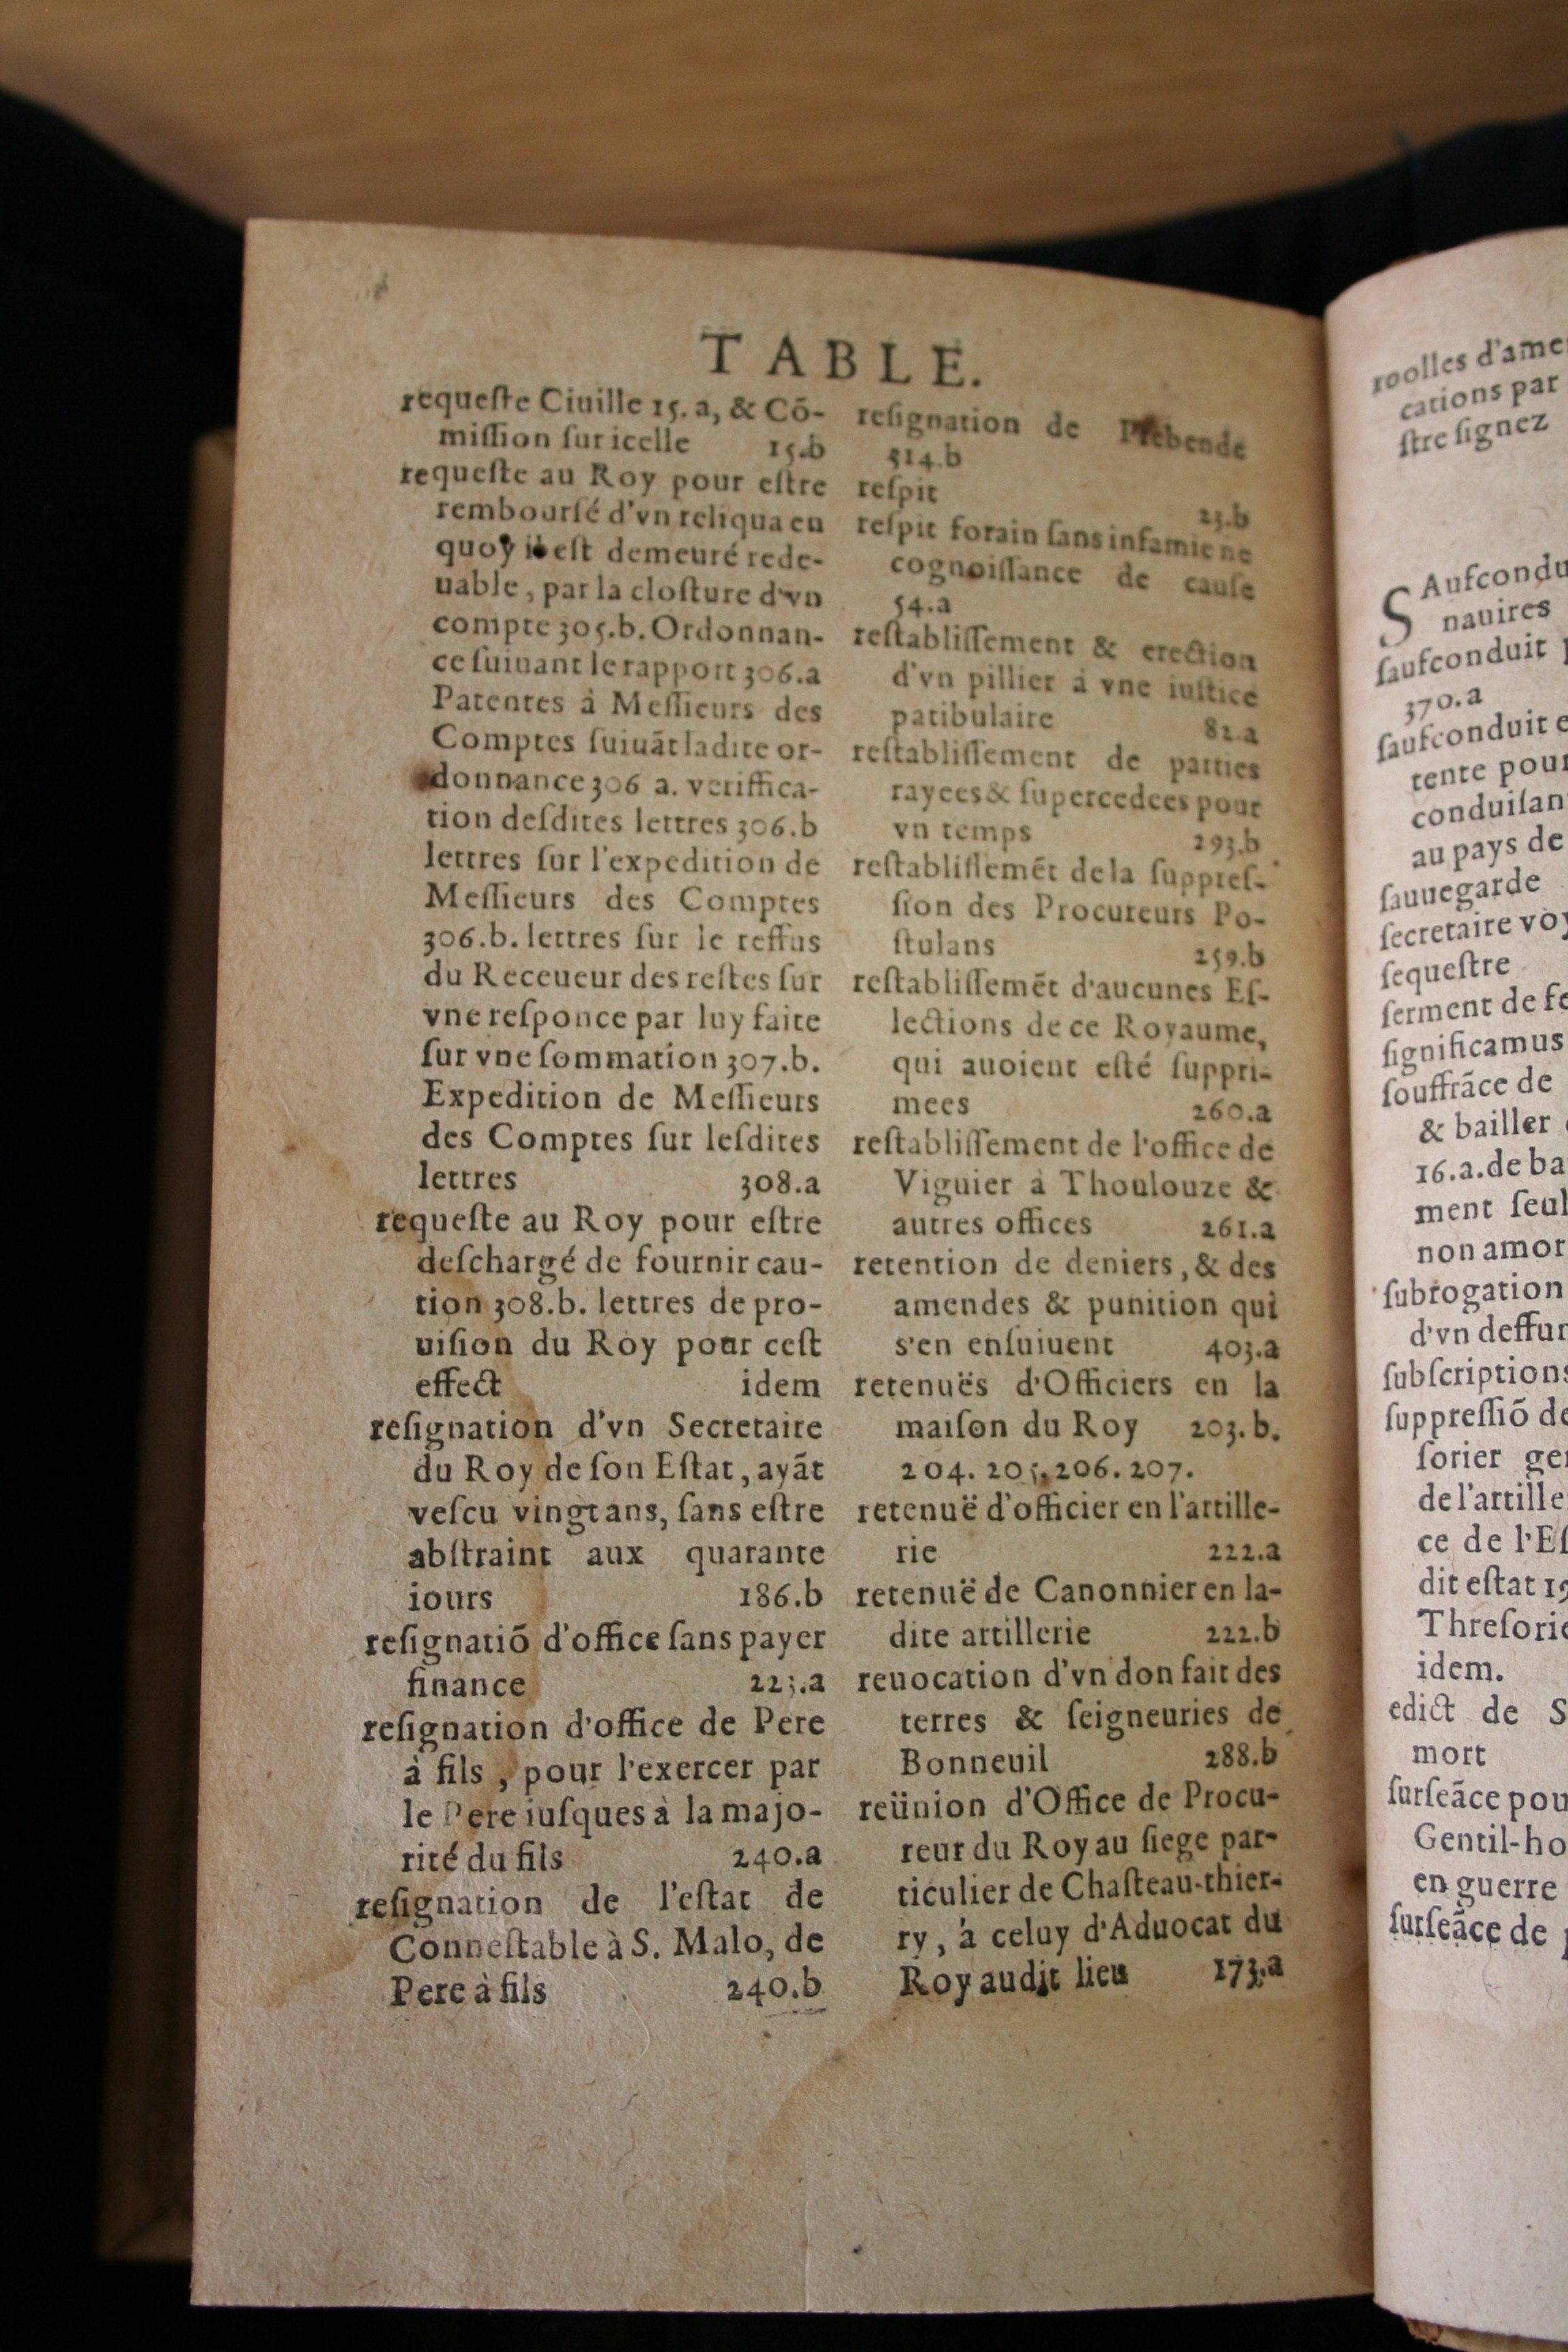 TABLE.
requeſte Ciuille 15. a, & Cõ-
miſſion ſur icelle 15.b
requeſte au Roy pour eſtre
rembourſé d'vn reliqua en
quoy il eſt demeuré rede-
uable, par la cloſture d'vn
compte 305.b. Ordonnan-
ce ſuiuant le rapport 306.a
Patentes à Meſſieurs des
Comptes ſuiuãt ladite or-
donnance 306 a. veriffica-
tion deſdites lettres 306.b
lettres ſur l'expedition de
Meſſieurs des Comptes
306.b. lettres ſur le reffus
du Receueur des reſtes ſur
vne reſponce par luy faite
ſur vne ſommation 307.b.
Expedition de Meſſieurs
des Comptes ſur leſdites
lettres 308.a
requeſte au Roy pour eſtre
deſchargé de fournir cau-
tion 308.b. lettres de pro-
uiſion du Roy pour ceſt
effect idem
reſignation d'vn Secretaire
du Roy de ſon Eſtat, ayãt
veſcu vingt ans, ſans eſtre
abſtraint aux quarante
iours 186.b
reſignatiõ d'office ſans payer
finance 223.a
reſignation d'office de Pere
à fils, pour l'exercer par
le Pere iuſques à la majo-
rité du fils 240.a
reſignation de l'eſtat de
Conneſtable à S. Malo, de
Pere à fils 240.b
reſignation de Prebende
314.b
reſpit 23.b
reſpit forain ſans infamie ne
cognoiſſance de cauſe
54.a
reſtabliſſement & erection
d'vn pillier à vne iuſtice
patibulaire 82.a
reſtabliſſement de parties
rayees & ſupercedees pour
vn temps 293.b
reſtabliſſemẽt de la ſuppreſ-
ſion des Procureurs Po-
ſtulans 259.b
reſtabliſſemẽt d'aucunes Eſ-
lections de ce Royaume,
qui auoient eſté ſuppri-
mees 260.a
reſtabliſſement de l'office de
Viguier à Thoulouze &
autres offices 261.a
retention de deniers, & des
amendes & punition qui
s'en enſuiuent 403.a
retenuës d'Officiers en la
maiſon du Roy 203. b.
204. 205. 206. 207.
retenuë d'officier en l'artille-
rie 222.a
retenuë de Canonnier en la-
dite artillerie 222.b
reuocation d'vn don fait des
terres & ſeigneuries de
Bonneuil 288.b
reünion d'Office de Procu-
reur du Roy au ſiege par-
ticulier de Chaſteau-thier-
ry, à celuy d'Aduocat du
Roy audit lieu 173.a
roolles d'ame
cations par
ſtre ſignez
SAufcondu
nauires
ſaufconduit
370.a
ſaufconduit e
tente pour
conduiſan
au pays de
ſauuegarde
ſecretaire voy
ſequeſtre
ſerment de fe
ſignificamus
ſouffrãce de
& bailler
16.a. de ba
ment ſeul
non amor
ſubrogation
d'vn deffun
ſubſcriptions
ſuppreſſiõ de
ſorier ge
de l'artille
ce de l'Eſ
dit eſtat 19
Threſorie
idem.
edict de S
mort
ſurſeãce pou
Gentil-ho
en guerre
ſurſeãce de